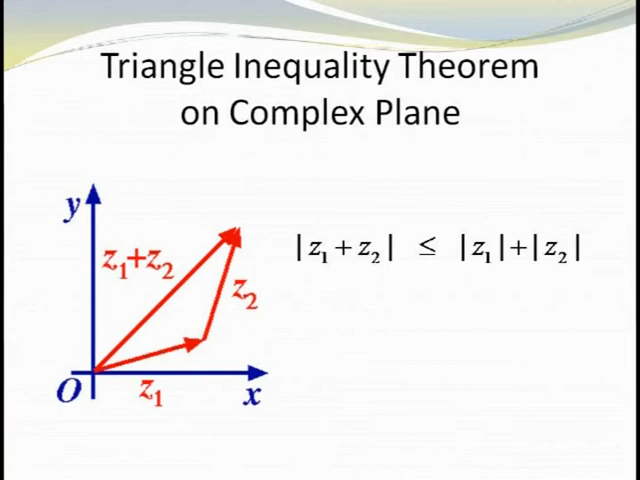 Triangle Inequality Theorem
on Complex Plane
y
z₁+z₂
|z₁ + z₂| ≤ |z₁|+|z₂|
z₂
O
z₁
x